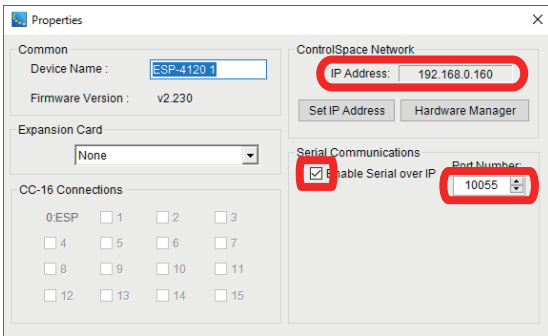 Properties
Common
Device Name : ESP-4120 1
Firmware Version : v2.230
Expansion Card
None
CC-16 Connections
0:ESP 1 2 3
4 5 6 7
8 9 10 11
12 13 14 15
ControlSpace Network
IP Address: 192.168.0.160
Set IP Address Hardware Manager
Serial Communications
Enable Serial over IP
Port Number:
10055